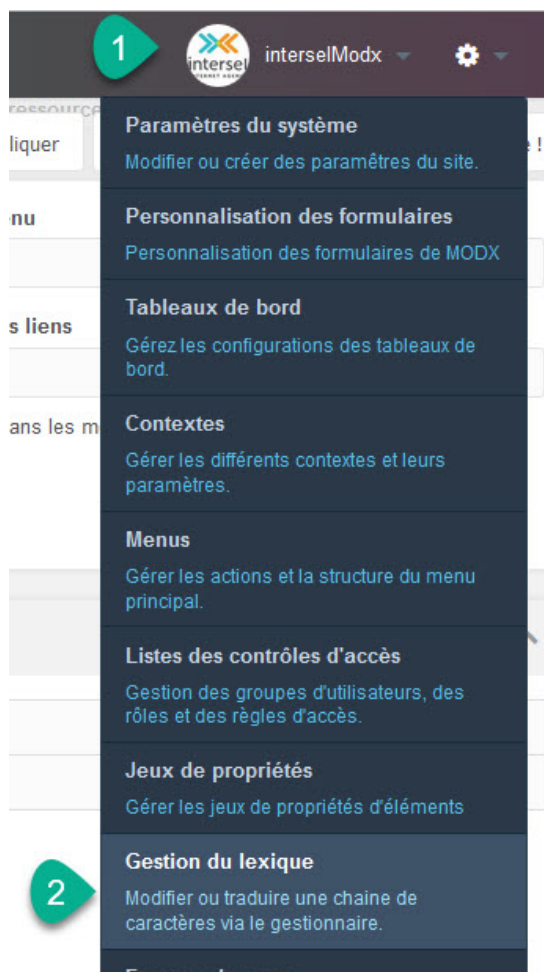 1
intersel
interselModx
liquer
nu
s liens
ans les m
Paramètres du système
Modifier ou créer des paramêtres du site.
Personnalisation des formulaires
Personnalisation des formulaires de MODX
Tableaux de bord
Gérez les configurations des tableaux de
bord.
Contextes
Gérer les différents contextes et leurs
paramètres.
Menus
Gérer les actions et la structure du menu
principal.
Listes des contrôles d'accès
Gestion des groupes d'utilisateurs, des
rôles et des règles d'accès.
Jeux de propriétés
Gérer les jeux de propriétés d'éléments
2
Gestion du lexique
Modifier ou traduire une chaine de
caractères via le gestionnaire.